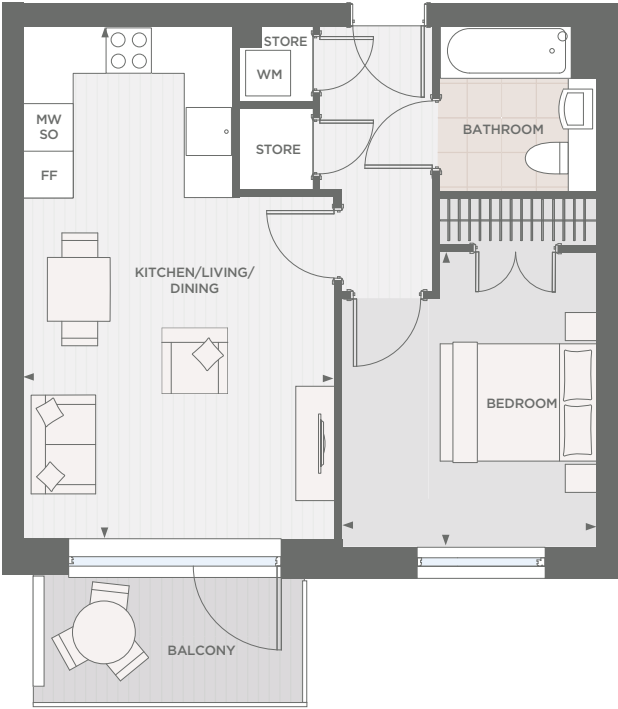 STORE
WM
MW
SO
BATHROOM
STORE
FF
KITCHEN/LIVING/
DINING
BEDROOM
BALCONY